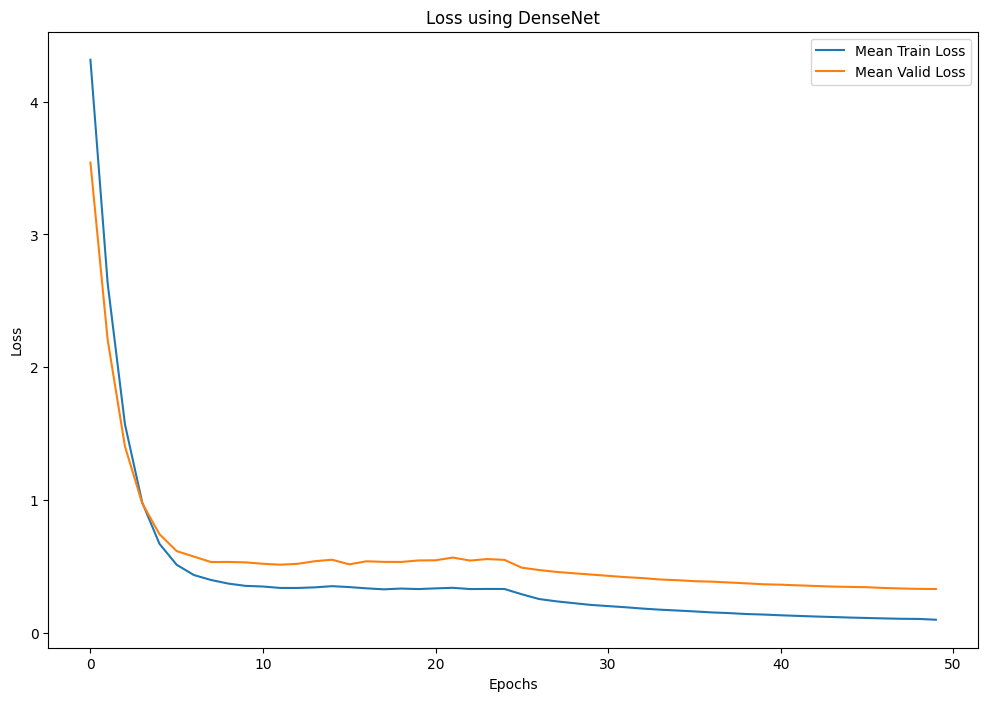 Loss using DenseNet
Mean Train Loss
Mean Valid Loss
Loss
4
3
2
1
0
0 10 20 30 40 50
Epochs